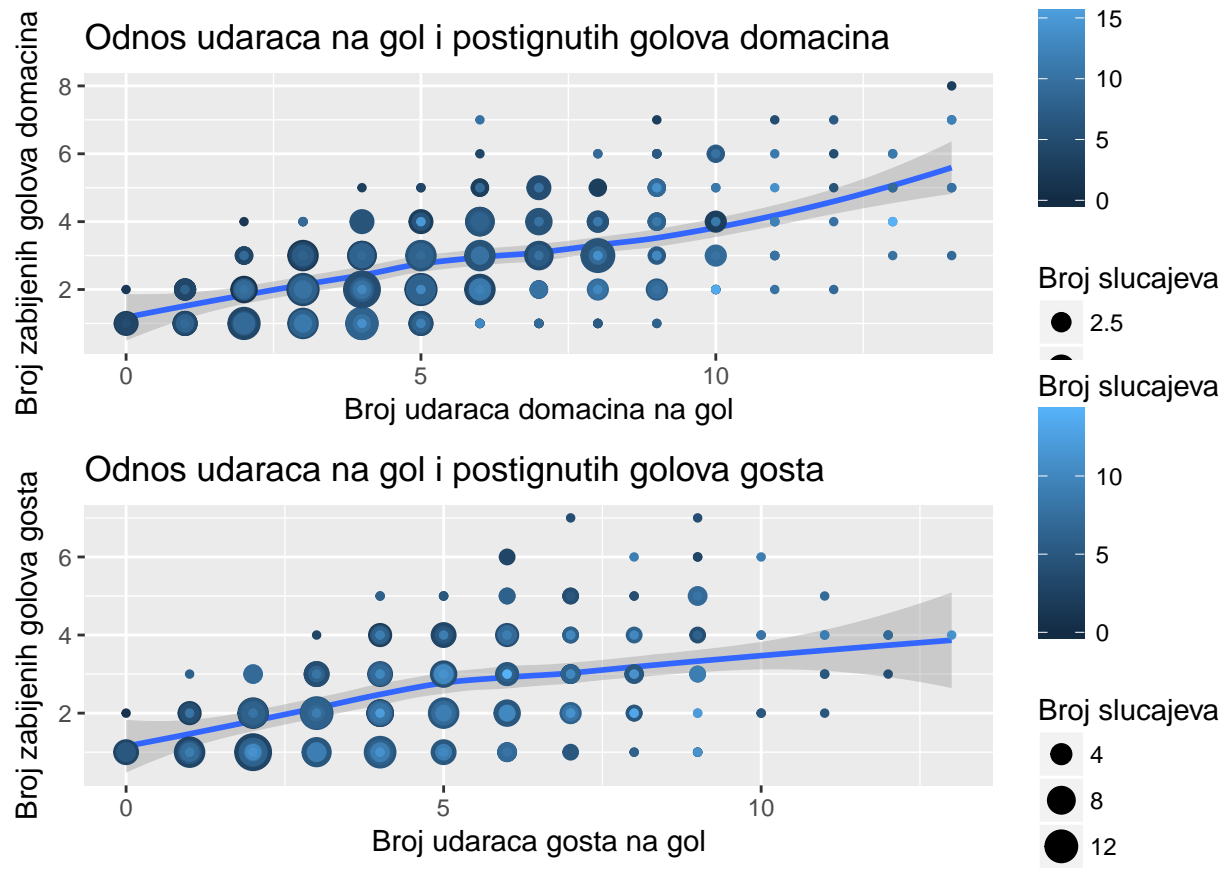 Odnos udaraca na gol i postignutih golova domacina
Broj zabijenih golova domacina
8
6
4
2
0
5
10
Broj udaraca domacina na gol
15
10
5
0
Broj slucajeva
2.5
Odnos udaraca na gol i postignutih golova gosta
Broj zabijenih golova gosta
6
4
2
0
5
10
Broj udaraca gosta na gol
Broj slucajeva
10
5
0
Broj slucajeva
4
8
12